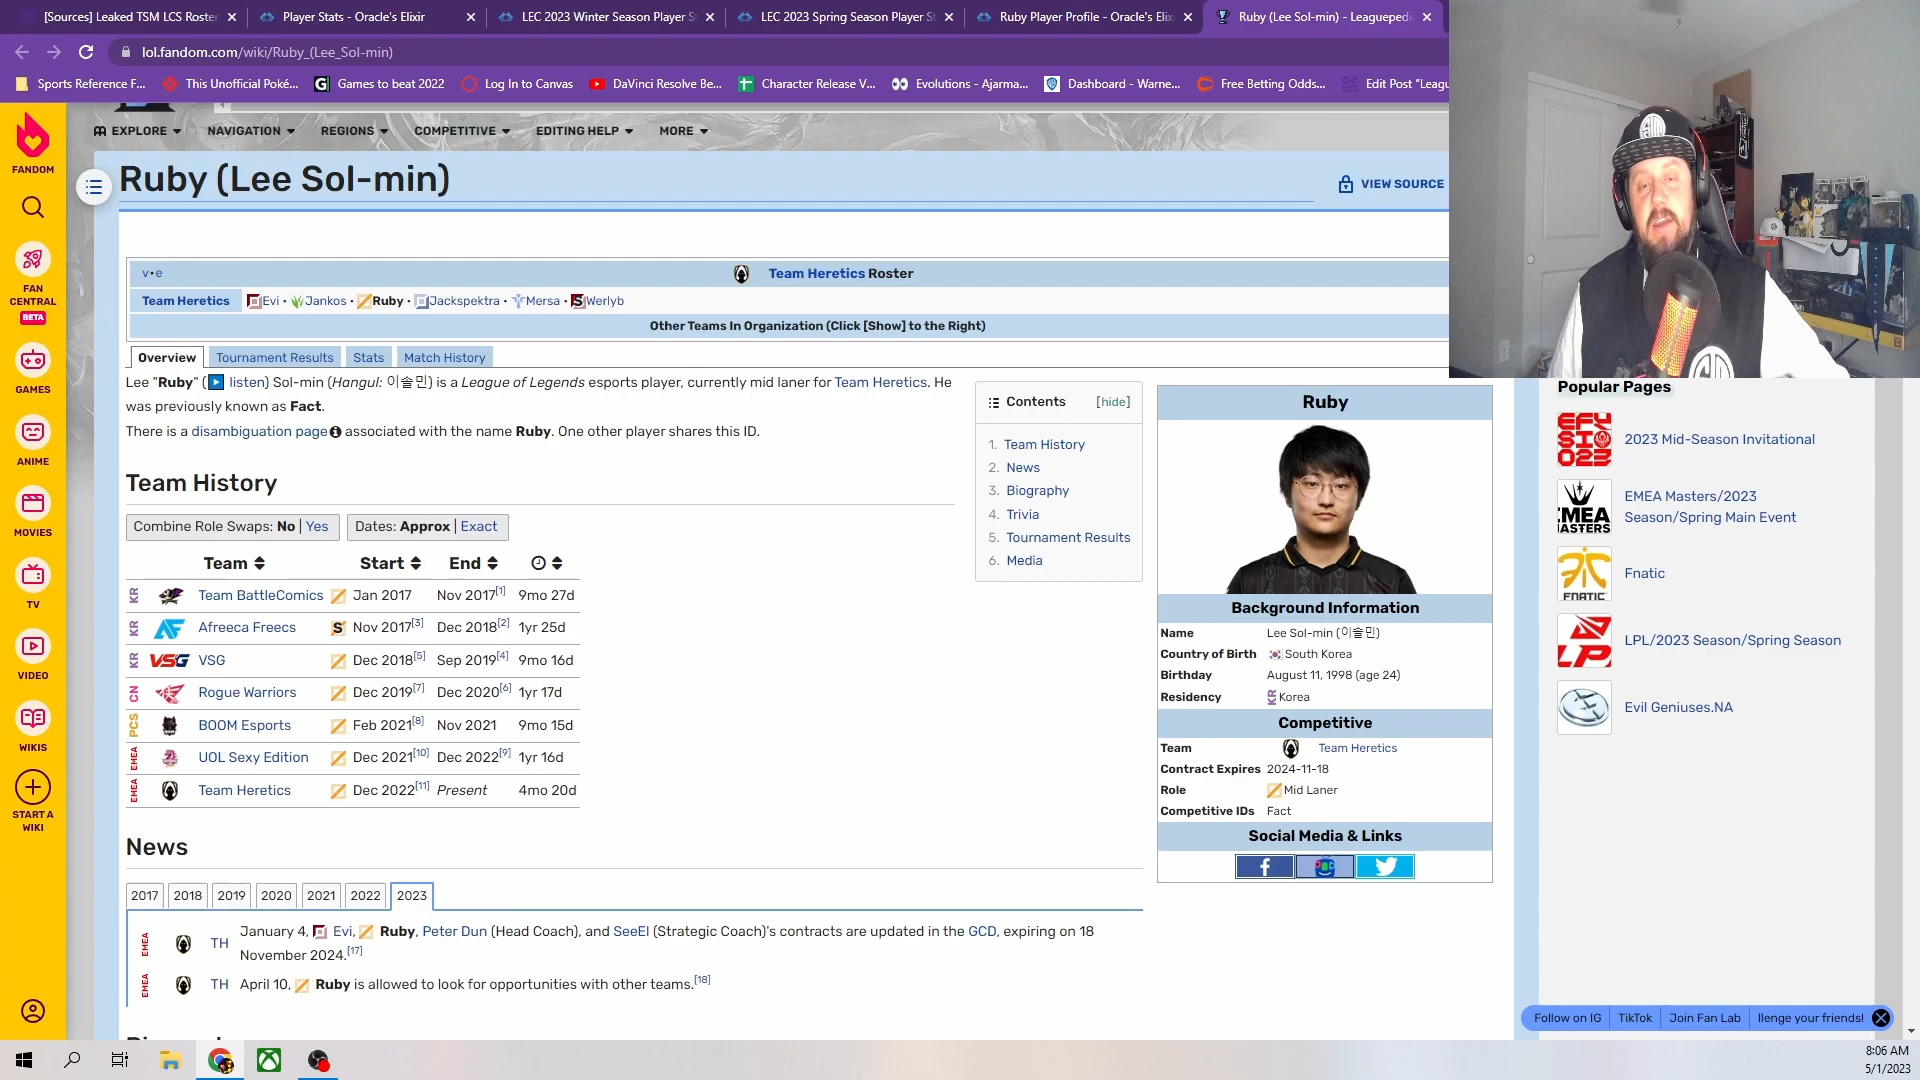 [Sources] Leaked TSM LCS Roster
Player Stats - Oracle's Elixir
LEC 2023 Winter Season Player S
LEC 2023 Spring Season Player St
Ruby Player Profile - Oracle's Elix
Ruby (Lee Sol-min) - Leaguepedi
lol.fandom.com/wiki/Ruby_(Lee_Sol-min)
Sports Reference F...
This Unofficial Poké...
Games to beat 2022
Log In to Canvas
DaVinci Resolve Be...
Character Release V...
Evolutions - Ajarma...
Dashboard - Warne...
Free Betting Odds...
Edit Post "Leagu
FANDOM
FAN CENTRAL
BETA
GAMES
ANIME
MOVIES
TV
VIDEO
WIKIS
START A WIKI
EXPLORE
NAVIGATION
REGIONS
COMPETITIVE
EDITING HELP
MORE
Ruby (Lee Sol-min)
VIEW SOURCE
v•e
Team Heretics Roster
Team Heretics Evi • Jankos • Ruby • Jackspektra • Mersa • Werlyb
Other Teams In Organization (Click [Show] to the Right)
Overview Tournament Results Stats Match History
Lee "Ruby" ( listen) Sol-min (Hangul: 이솔민) is a League of Legends esports player, currently mid laner for Team Heretics. He
was previously known as Fact.
There is a disambiguation page associated with the name Ruby. One other player shares this ID.
Contents [hide]
1. Team History
2. News
3. Biography
4. Trivia
5. Tournament Results
6. Media
Team History
Combine Role Swaps: No | Yes
Dates: Approx | Exact
Team Start End
KR Team BattleComics Jan 2017 Nov 2017[1] 9mo 27d
KR Afreeca Freecs S Nov 2017[3] Dec 2018[2] 1yr 25d
KR VSG VSG Dec 2018[5] Sep 2019[4] 9mo 16d
CN Rogue Warriors Dec 2019[7] Dec 2020[6] 1yr 17d
PCS BOOM Esports Feb 2021[8] Nov 2021 9mo 15d
EMEA UOL Sexy Edition Dec 2021[10] Dec 2022[9] 1yr 16d
EMEA Team Heretics Dec 2022[11] Present 4mo 20d
News
2017 2018 2019 2020 2021 2022 2023
EMEA TH January 4, Evi, Ruby, Peter Dun (Head Coach), and SeeEl (Strategic Coach)'s contracts are updated in the GCD, expiring on 18
November 2024.[17]
EMEA TH April 10, Ruby is allowed to look for opportunities with other teams.[18]
Ruby
Background Information
Name Lee Sol-min (이솔민)
Country of Birth South Korea
Birthday August 11, 1998 (age 24)
Residency KR Korea
Competitive
Team Team Heretics
Contract Expires 2024-11-18
Role Mid Laner
Competitive IDs Fact
Social Media & Links
Popular Pages
2023 Mid-Season Invitational
EMEA MASTERS
EMEA Masters/2023
Season/Spring Main Event
FNATIC
Fnatic
LPL/2023 Season/Spring Season
Evil Geniuses.NA
Follow on IG TikTok Join Fan Lab llenge your friends!
8:06 AM
5/1/2023